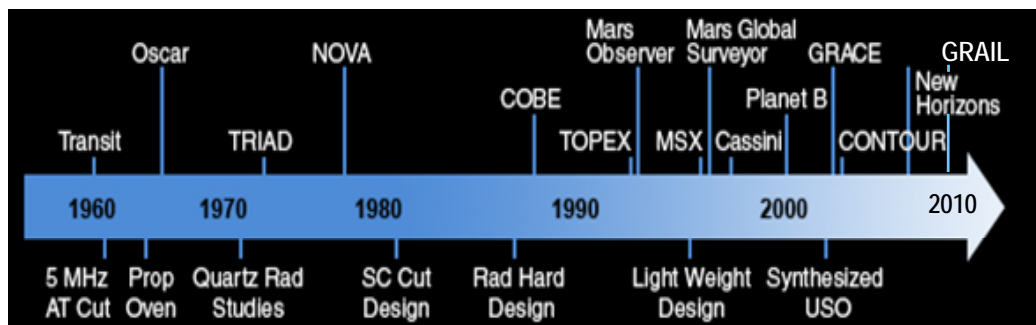 Oscar
NOVA
Mars
Observer
Mars Global
Surveyor
GRACE
GRAIL
Transit
TRIAD
COBE
TOPEX
MSX
Cassini
Planet B
CONTOUR
New
Horizons
1960 1970 1980 1990 2000 2010
5 MHz
AT Cut
Prop
Oven
Quartz Rad
Studies
SC Cut
Design
Rad Hard
Design
Light Weight
Design
Synthesized
USO